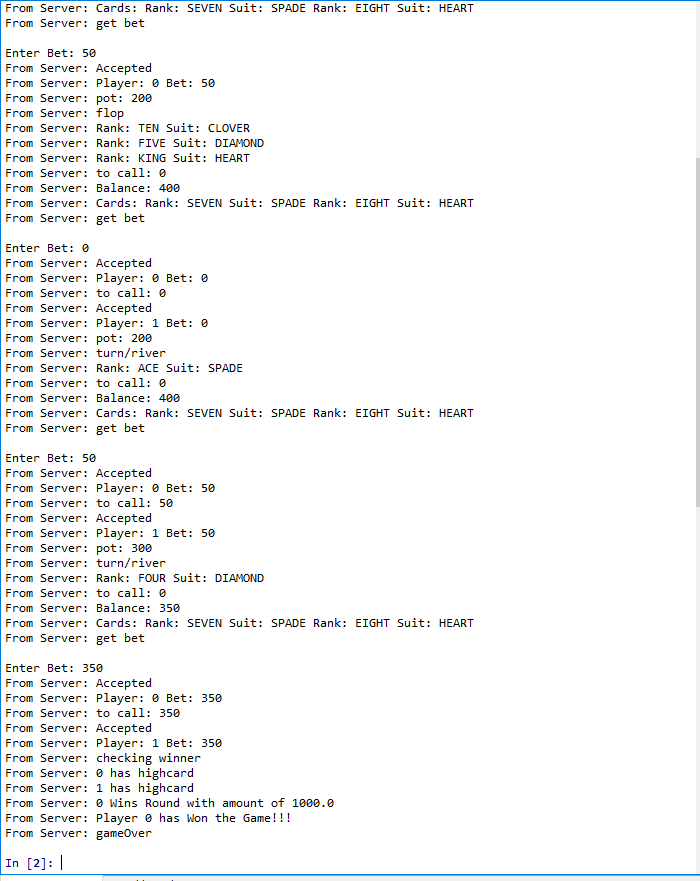 From Server: Cards: Rank: SEVEN Suit: SPADE Rank: EIGHT Suit: HEART
From Server: get bet
Enter Bet: 50
From Server: Accepted
From Server: Player: 0 Bet: 50
From Server: pot: 200
From Server: flop
From Server: Rank: TEN Suit: CLOVER
From Server: Rank: FIVE Suit: DIAMOND
From Server: Rank: KING Suit: HEART
From Server: to call: 0
From Server: Balance: 400
From Server: Cards: Rank: SEVEN Suit: SPADE Rank: EIGHT Suit: HEART
From Server: get bet
Enter Bet: 0
From Server: Accepted
From Server: Player: 0 Bet: 0
From Server: to call: 0
From Server: Accepted
From Server: Player: 1 Bet: 0
From Server: pot: 200
From Server: turn/river
From Server: Rank: ACE Suit: SPADE
From Server: to call: 0
From Server: Balance: 400
From Server: Cards: Rank: SEVEN Suit: SPADE Rank: EIGHT Suit: HEART
From Server: get bet
Enter Bet: 50
From Server: Accepted
From Server: Player: 0 Bet: 50
From Server: to call: 50
From Server: Accepted
From Server: Player: 1 Bet: 50
From Server: pot: 300
From Server: turn/river
From Server: Rank: FOUR Suit: DIAMOND
From Server: to call: 0
From Server: Balance: 350
From Server: Cards: Rank: SEVEN Suit: SPADE Rank: EIGHT Suit: HEART
From Server: get bet
Enter Bet: 350
From Server: Accepted
From Server: Player: 0 Bet: 350
From Server: to call: 350
From Server: Accepted
From Server: Player: 1 Bet: 350
From Server: checking winner
From Server: 0 has highcard
From Server: 1 has highcard
From Server: 0 Wins Round with amount of 1000.0
From Server: Player 0 has Won the Game!!!
From Server: gameOver
In [2]: